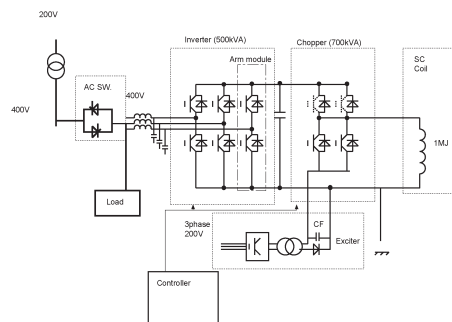 200V
Inverter (500kVA)
Chopper (700kVA)
Arm module
SC
Coil
AC SW.
400V
400V
1MJ
Load
3phase
200V
CF
Exciter
Controller